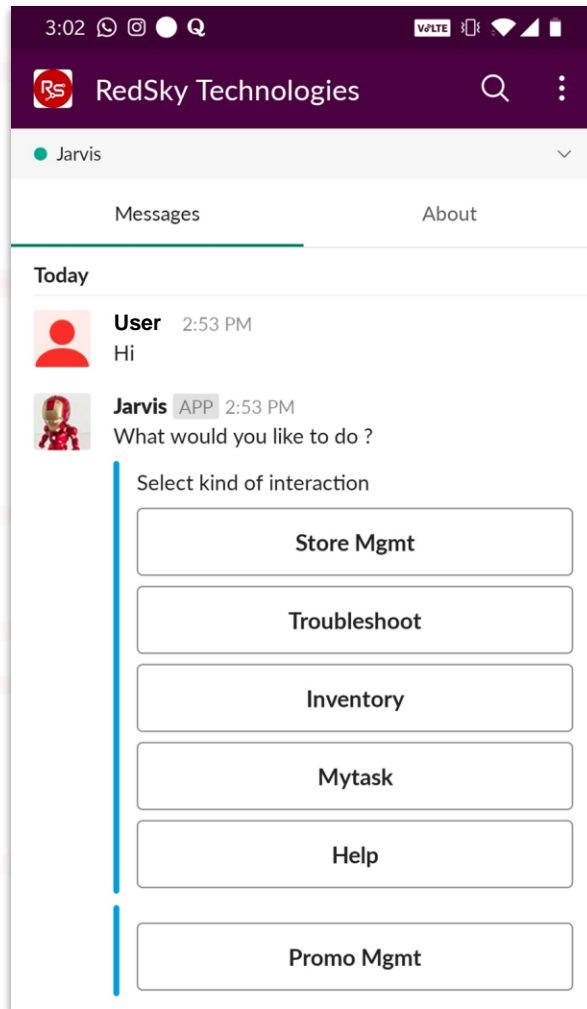 3:02 Q VoLTE
RS RedSky Technologies
Jarvis
Messages About
Today
User 2:53 PM
Hi
Jarvis APP 2:53 PM
What would you like to do ?
Select kind of interaction
Store Mgmt
Troubleshoot
Inventory
Mytask
Help
Promo Mgmt